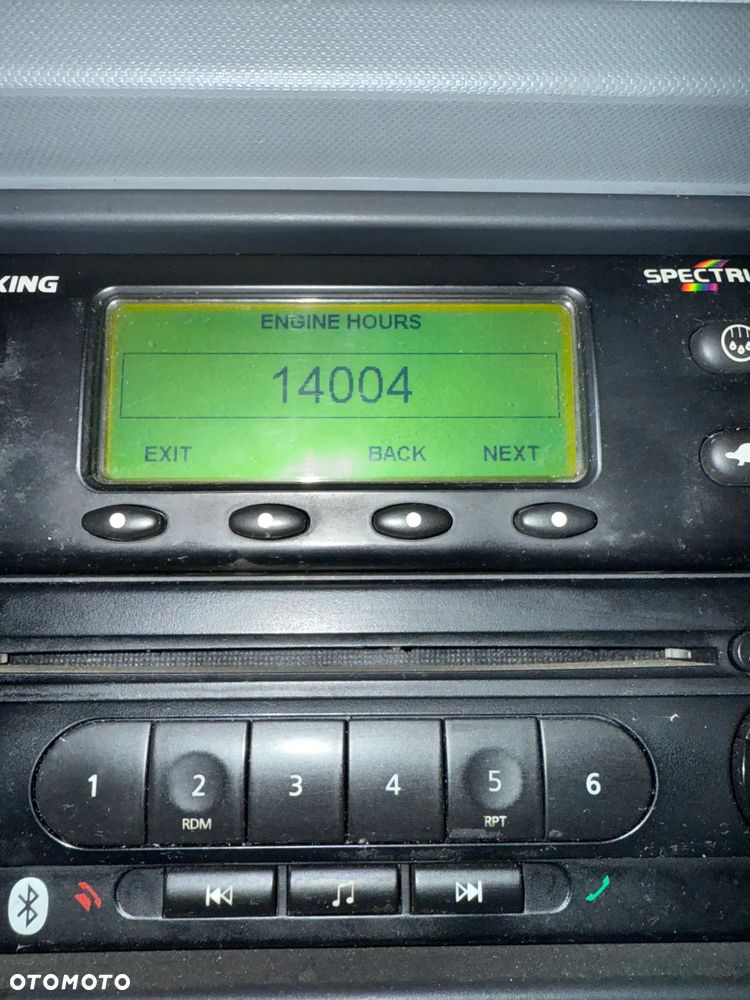 KING
SPECTRU
ENGINE HOURS
14004
EXIT BACK NEXT
1 2 3 4 5 6
RDM RPT
OTOMOTO